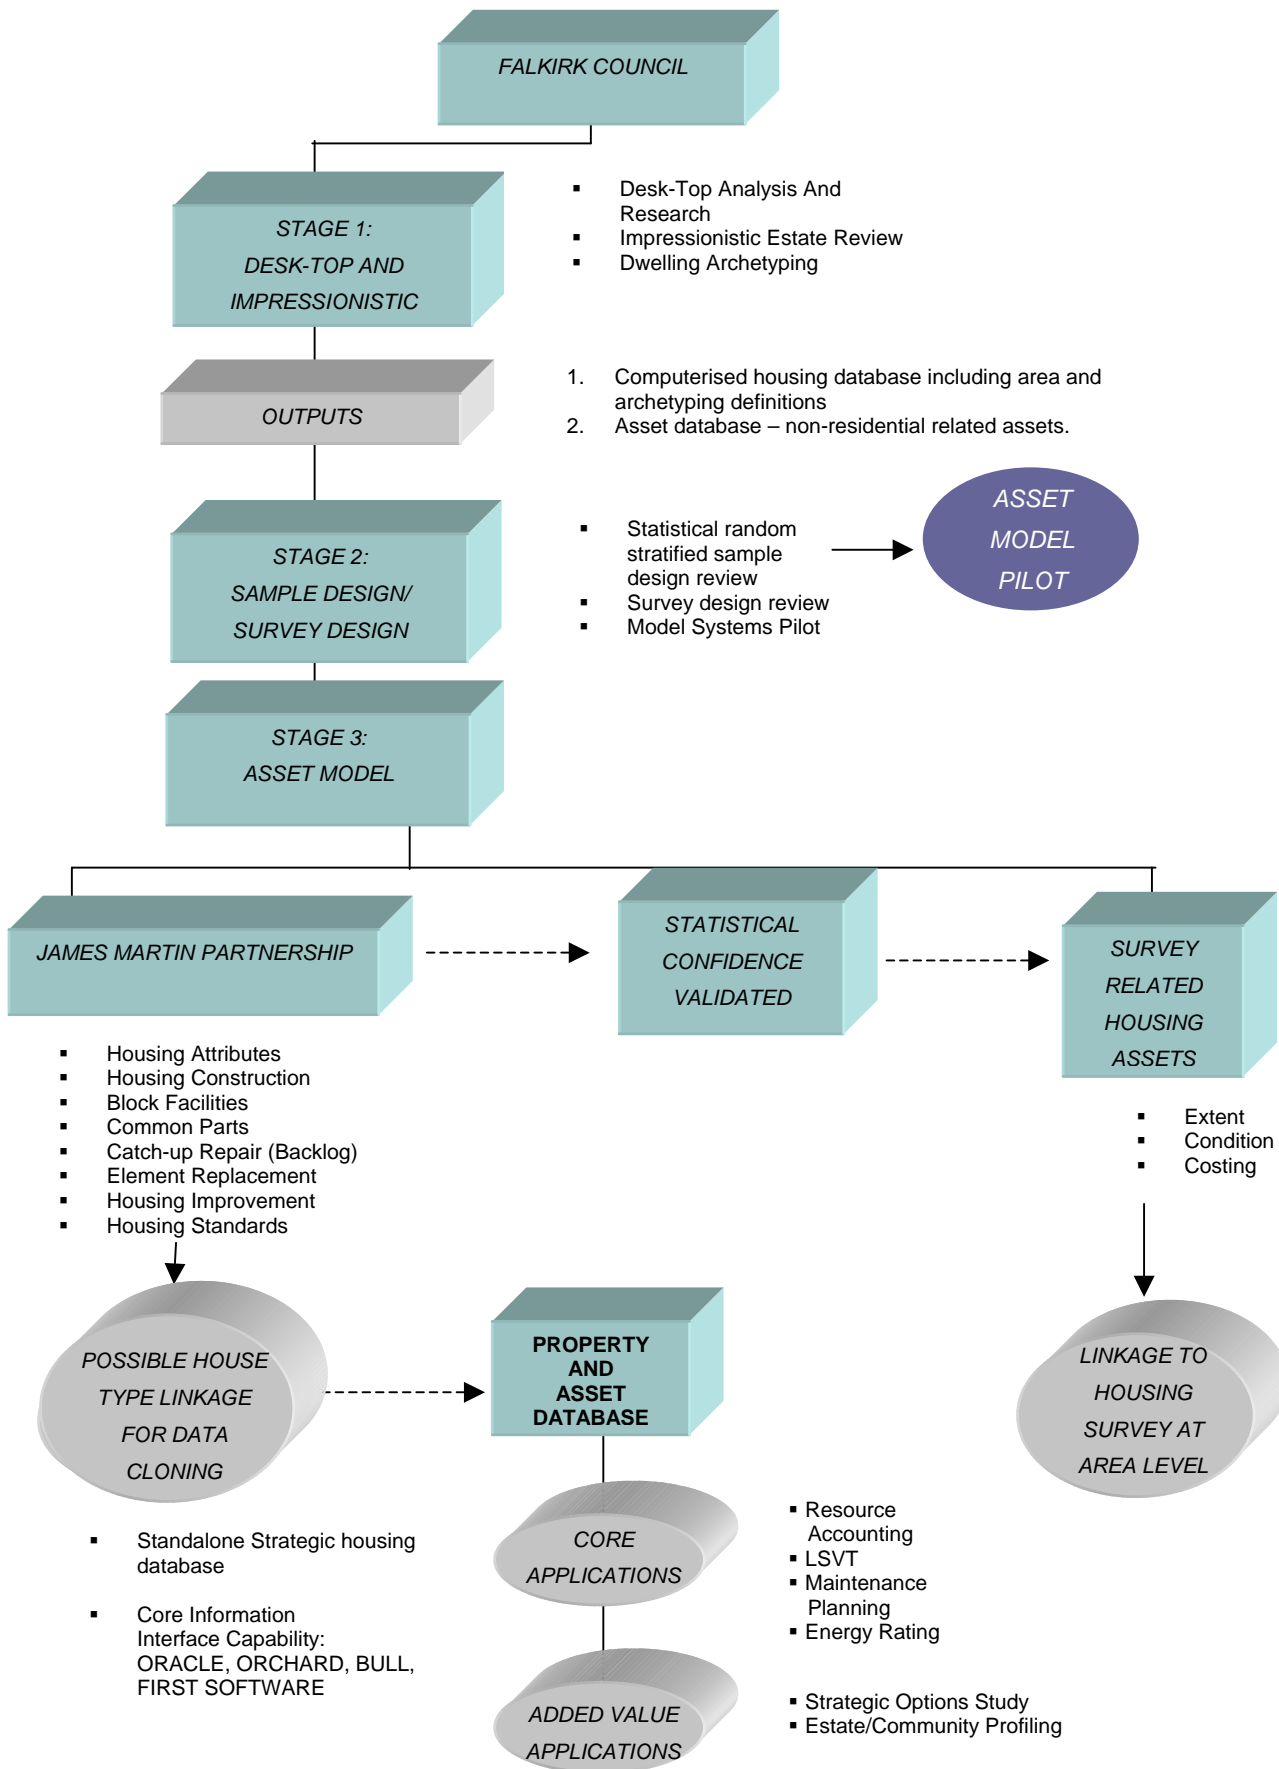 FALKIRK COUNCIL
STAGE 1:
DESK-TOP AND
IMPRESSIONISTIC
▪ Desk-Top Analysis And
Research
▪ Impressionistic Estate Review
▪ Dwelling Archetyping
OUTPUTS
1. Computerised housing database including area and
archetyping definitions
2. Asset database – non-residential related assets.
STAGE 2:
SAMPLE DESIGN/
SURVEY DESIGN
▪ Statistical random
stratified sample
design review
▪ Survey design review
▪ Model Systems Pilot
ASSET
MODEL
PILOT
STAGE 3:
ASSET MODEL
JAMES MARTIN PARTNERSHIP
STATISTICAL
CONFIDENCE
VALIDATED
SURVEY
RELATED
HOUSING
ASSETS
▪ Housing Attributes
▪ Housing Construction
▪ Block Facilities
▪ Common Parts
▪ Catch-up Repair (Backlog)
▪ Element Replacement
▪ Housing Improvement
▪ Housing Standards
▪ Extent
▪ Condition
▪ Costing
POSSIBLE HOUSE
TYPE LINKAGE
FOR DATA
CLONING
PROPERTY
AND
ASSET
DATABASE
LINKAGE TO
HOUSING
SURVEY AT
AREA LEVEL
▪ Standalone Strategic housing
database
▪ Core Information
Interface Capability:
ORACLE, ORCHARD, BULL,
FIRST SOFTWARE
CORE
APPLICATIONS
▪ Resource
Accounting
▪ LSVT
▪ Maintenance
Planning
▪ Energy Rating
ADDED VALUE
APPLICATIONS
▪ Strategic Options Study
▪ Estate/Community Profiling